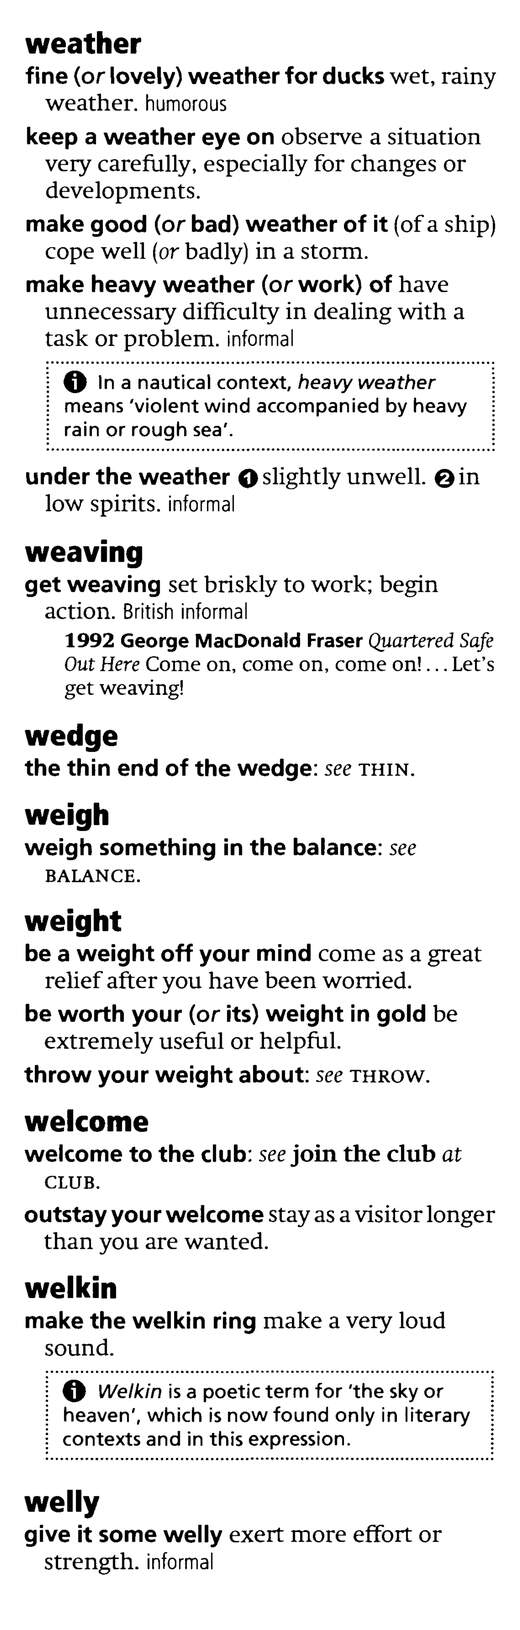 weather
fine (or lovely) weather for ducks wet, rainy
weather. humorous
keep a weather eye on observe a situation
very carefully, especially for changes or
developments.
make good (or bad) weather of it (of a ship)
cope well (or badly) in a storm.
make heavy weather (or work) of have
unnecessary difficulty in dealing with a
task or problem. informal
ℹ In a nautical context, heavy weather
means ‘violent wind accompanied by heavy
rain or rough sea’.
under the weather ❶ slightly unwell. ❷ in
low spirits. informal
weaving
get weaving set briskly to work; begin
action. British informal
1992 George MacDonald Fraser Quartered Safe
Out Here Come on, come on, come on! . . . Let’s
get weaving!
wedge
the thin end of the wedge: see THIN.
weigh
weigh something in the balance: see
BALANCE.
weight
be a weight off your mind come as a great
relief after you have been worried.
be worth your (or its) weight in gold be
extremely useful or helpful.
throw your weight about: see THROW.
welcome
welcome to the club: see join the club at
CLUB.
outstay your welcome stay as a visitor longer
than you are wanted.
welkin
make the welkin ring make a very loud
sound.
ℹ Welkin is a poetic term for ‘the sky or
heaven’, which is now found only in literary
contexts and in this expression.
welly
give it some welly exert more effort or
strength. informal